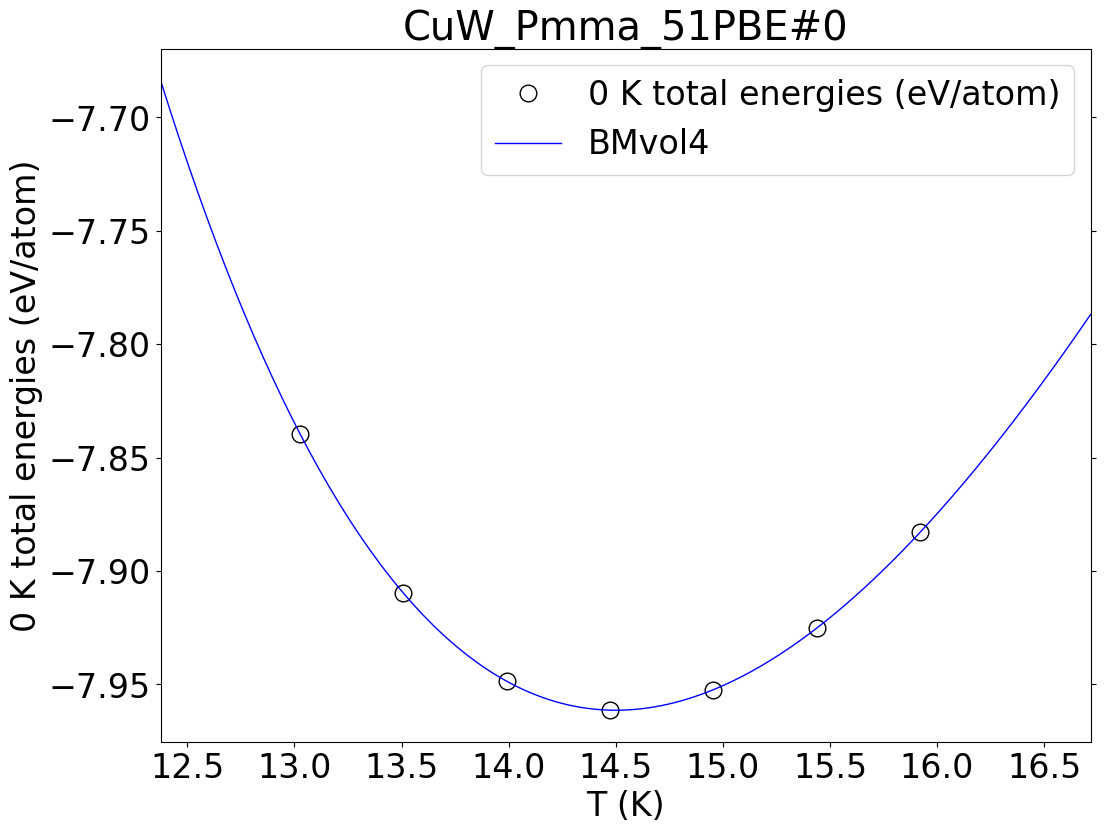 CuW_Pmma_51PBE#0
0 K total energies (eV/atom)
BMvol4
0 K total energies (eV/atom)
−7.70
−7.75
−7.80
−7.85
−7.90
−7.95
12.5 13.0 13.5 14.0 14.5 15.0 15.5 16.0 16.5
T (K)